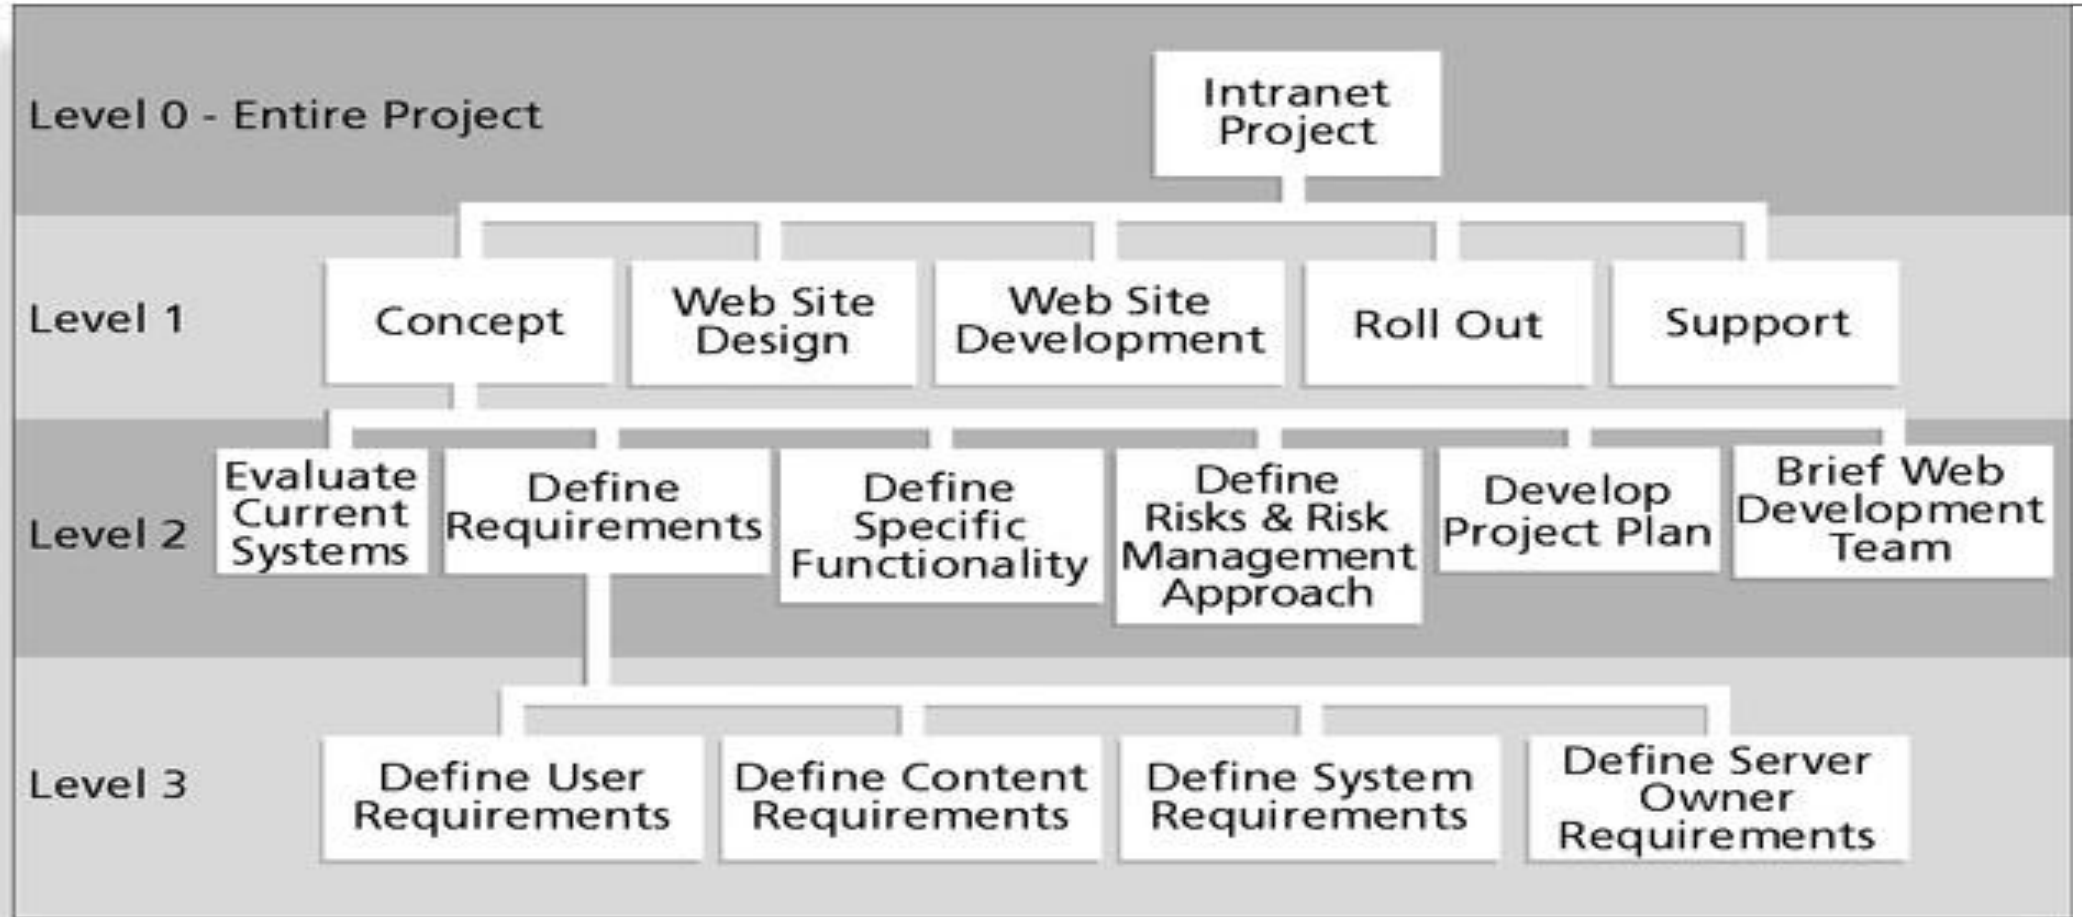 Level 0 - Entire Project
Intranet
Project
Level 1
Concept
Web Site
Design
Web Site
Development
Roll Out
Support
Level 2
Evaluate
Current
Systems
Define
Requirements
Define
Specific
Functionality
Define
Risks & Risk
Management
Approach
Develop
Project Plan
Brief Web
Development
Team
Level 3
Define User
Requirements
Define Content
Requirements
Define System
Requirements
Define Server
Owner
Requirements